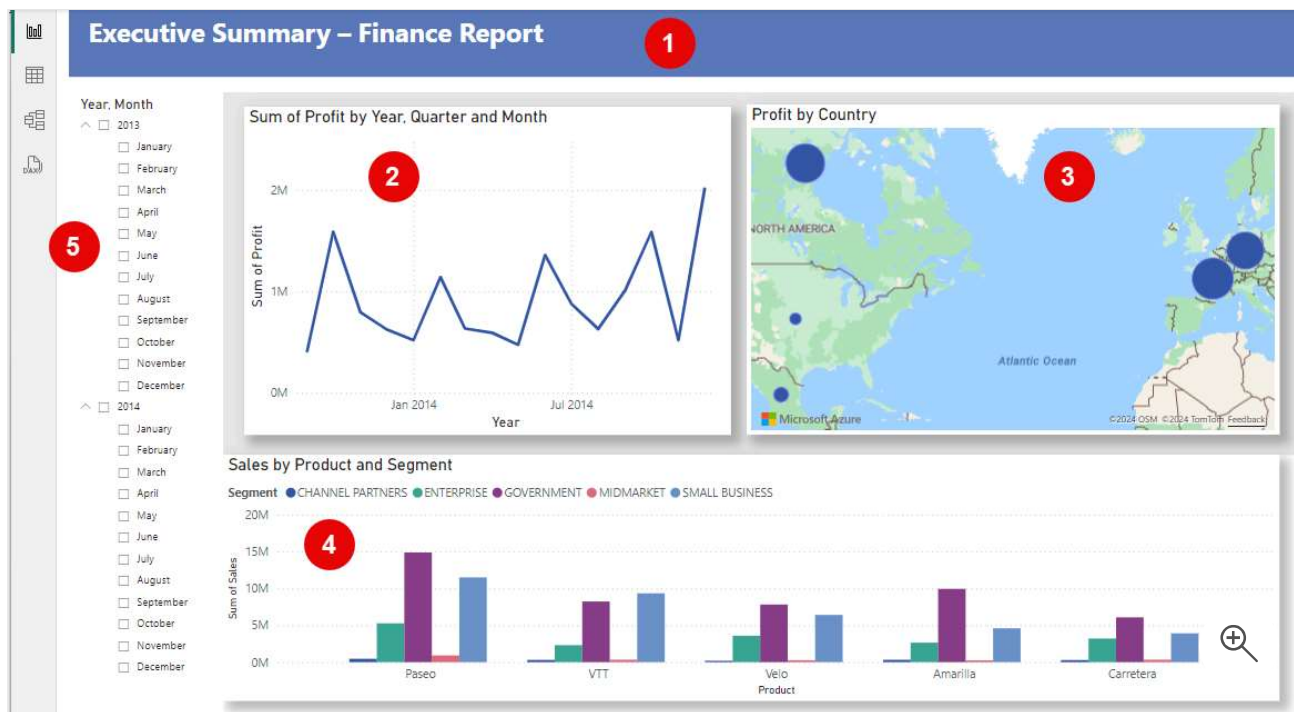 Executive Summary – Finance Report
1
DAX
Year, Month
2013
January
February
March
April
May
June
July
August
September
October
November
December
2014
January
February
March
April
May
June
July
August
September
October
November
December
5
Sum of Profit by Year, Quarter and Month
2
Sum of Profit
2M
1M
0M
Jan 2014
Jul 2014
Year
Profit by Country
3
NORTH AMERICA
Atlantic Ocean
Microsoft Azure
©2024 OSM ©2024 TomTom Feedback
Sales by Product and Segment
Segment CHANNEL PARTNERS ENTERPRISE GOVERNMENT MIDMARKET SMALL BUSINESS
4
Sum of Sales
20M
15M
10M
5M
0M
Paseo
VTT
Velo
Amarilla
Carretera
Product